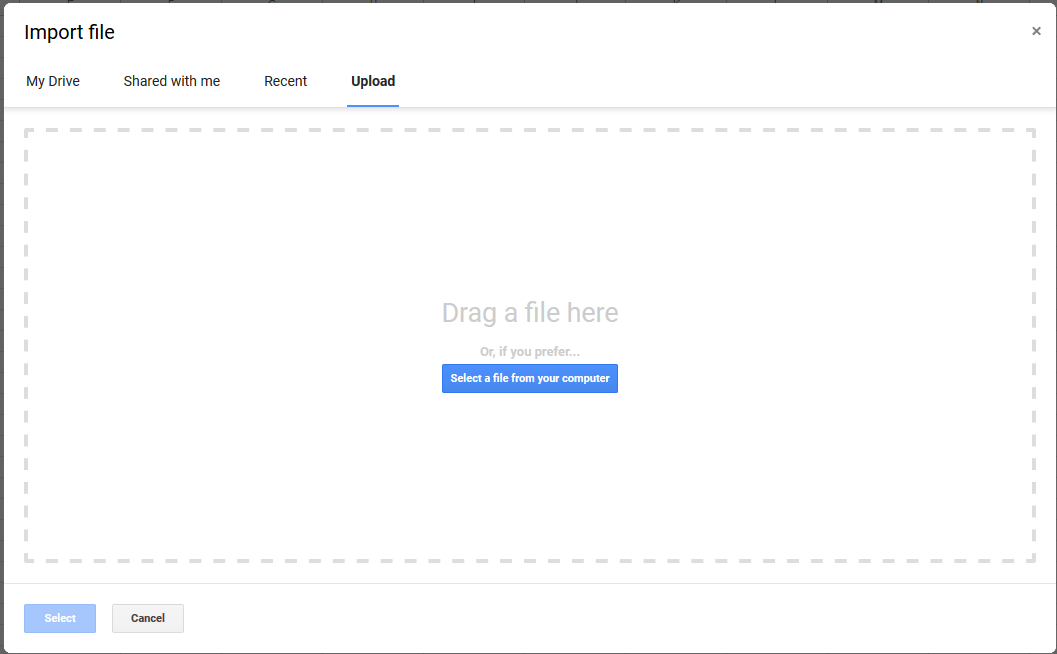 Import file
×
My Drive Shared with me Recent Upload
Drag a file here
Or, if you prefer...
Select a file from your computer
Select Cancel